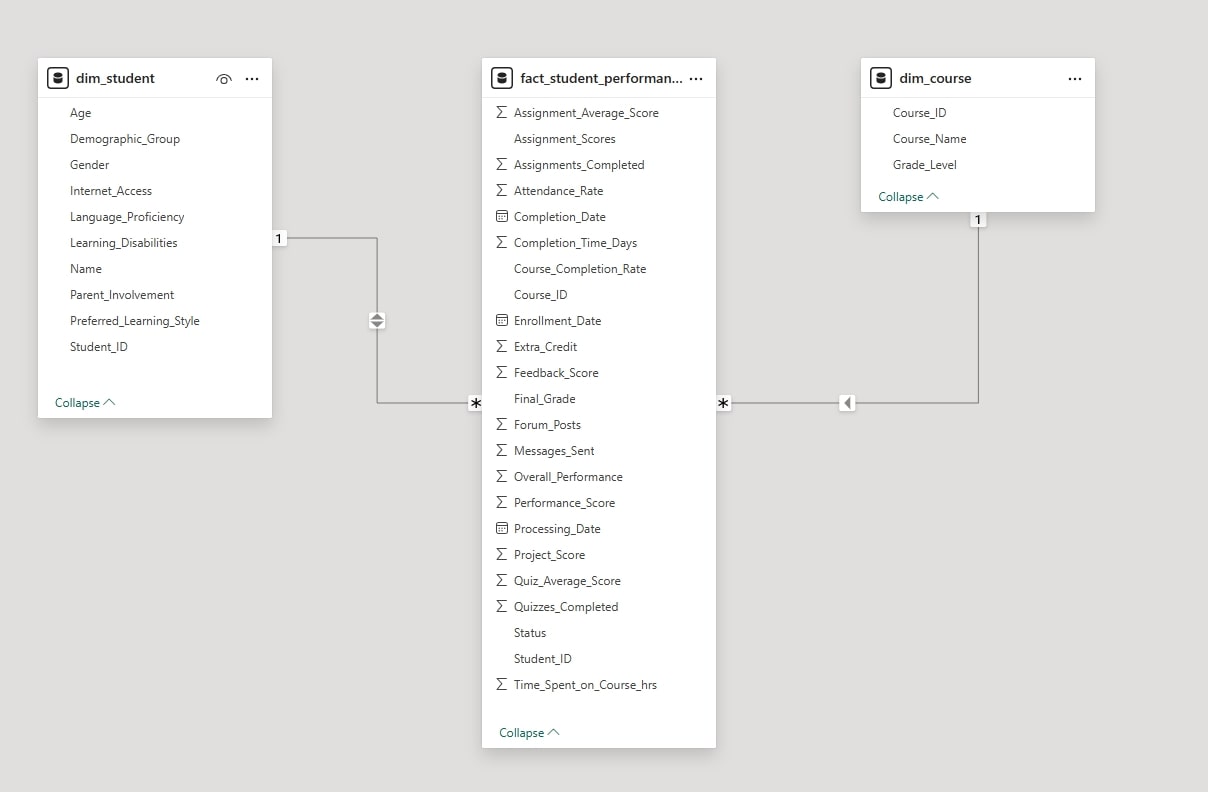 dim_student
Age
Demographic_Group
Gender
Internet_Access
Language_Proficiency
Learning_Disabilities
Name
Parent_Involvement
Preferred_Learning_Style
Student_ID
Collapse
1
*
fact_student_performan...
Assignment_Average_Score
Assignment_Scores
Assignments_Completed
Attendance_Rate
Completion_Date
Completion_Time_Days
Course_Completion_Rate
Course_ID
Enrollment_Date
Extra_Credit
Feedback_Score
Final_Grade
Forum_Posts
Messages_Sent
Overall_Performance
Performance_Score
Processing_Date
Project_Score
Quiz_Average_Score
Quizzes_Completed
Status
Student_ID
Time_Spent_on_Course_hrs
Collapse
*
dim_course
Course_ID
Course_Name
Grade_Level
Collapse
1